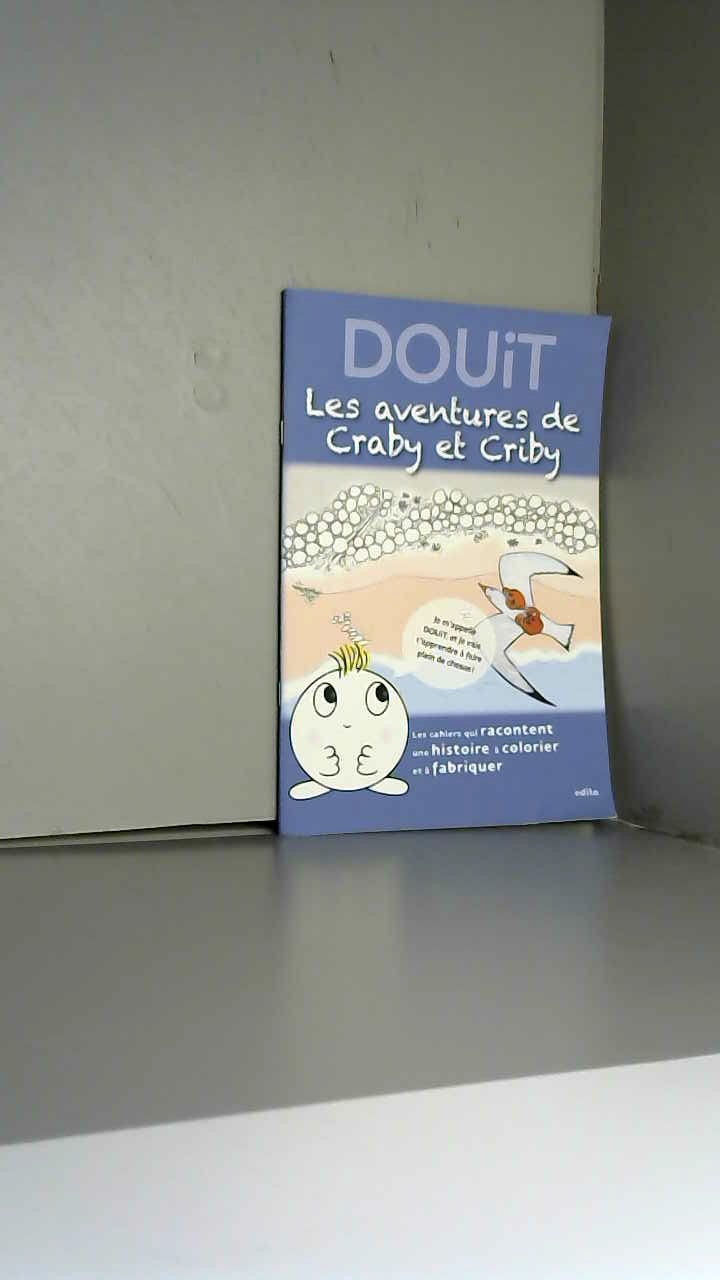 DOUiT
Les aventures de
Craby et Criby
Je m'appelle
DOUiT, et je vais
t'apprendre à faire
plein de choses !
Les cahiers qui racontent
une histoire à colorier
et à fabriquer
edita